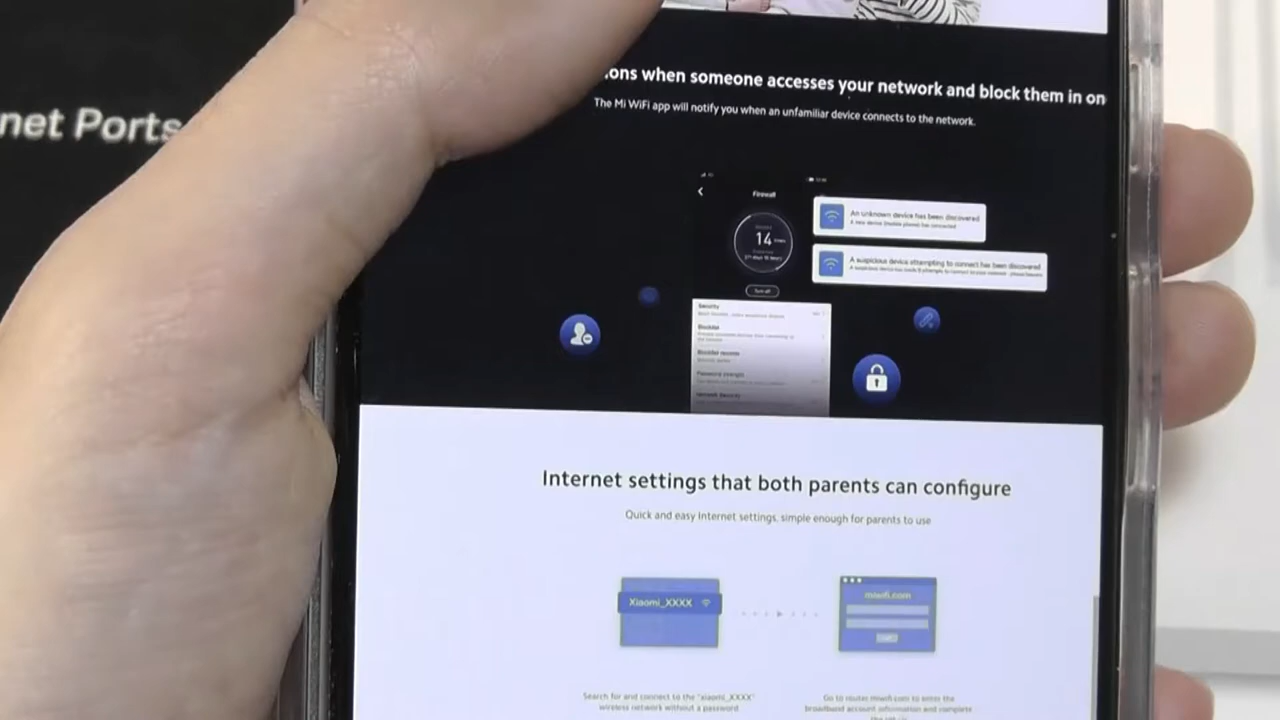 net Ports
ons when someone accesses your network and block them in on
The Mi WiFi app will notify you when an unfamiliar device connects to the network.
Firewall
An unknown device has been discovered
14
A suspicious device attempting to connect has been discovered
Turn off
Security
Blocklist
Blocklist records
Password strength
Internet settings that both parents can configure
Quick and easy Internet settings, simple enough for parents to use
Xiaomi_XXXX
miwifi.com
Search for and connect to the "xiaomi_XXXX"
wireless network without a password
Go to router.miwifi.com to enter the
broadband account information and complete